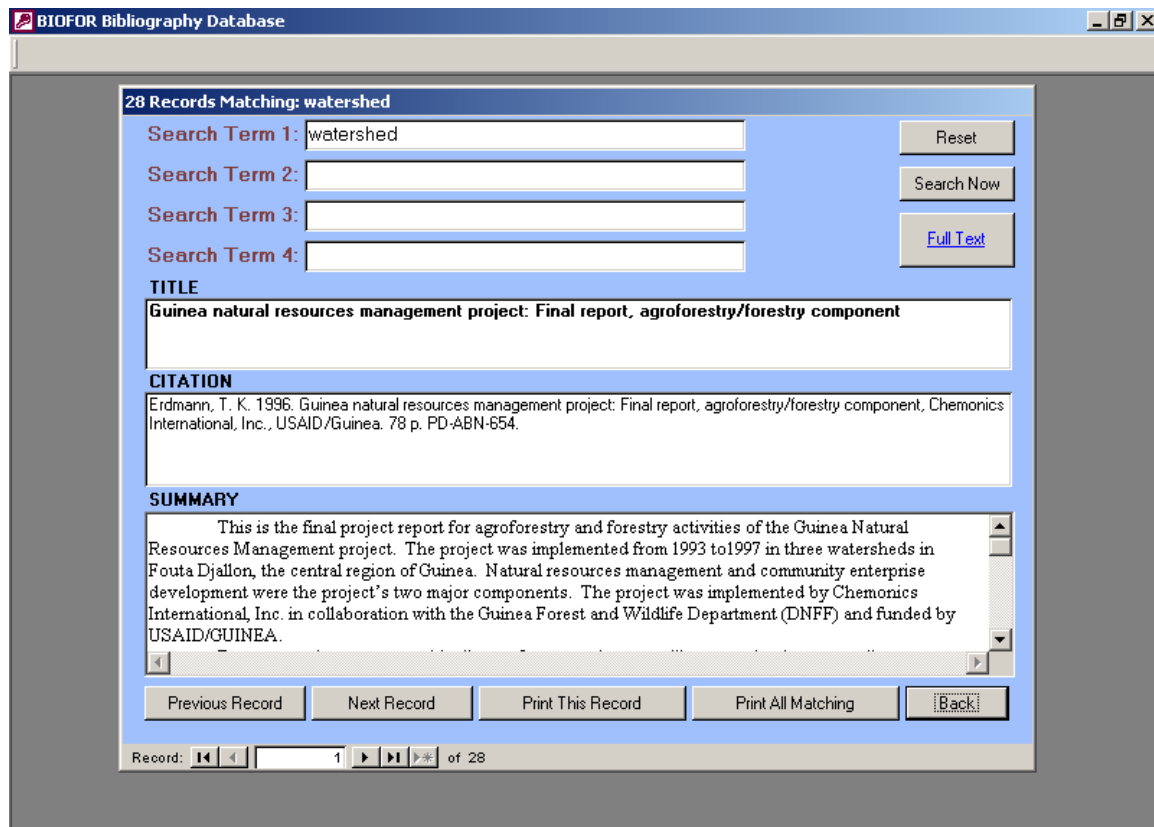 BIOFOR Bibliography Database
28 Records Matching: watershed
Search Term 1: watershed
Reset
Search Term 2:
Search Now
Search Term 3:
Full Text
Search Term 4:
TITLE
Guinea natural resources management project: Final report, agroforestry/forestry component
CITATION
Erdmann, T. K. 1996. Guinea natural resources management project: Final report, agroforestry/forestry component, Chemonics
International, Inc., USAID/Guinea. 78 p. PD-ABN-654.
SUMMARY
This is the final project report for agroforestry and forestry activities of the Guinea Natural
Resources Management project. The project was implemented from 1993 to1997 in three watersheds in
Fouta Djallon, the central region of Guinea. Natural resources management and community enterprise
development were the project's two major components. The project was implemented by Chemonics
International, Inc. in collaboration with the Guinea Forest and Wildlife Department (DNFF) and funded by
USAID/GUINEA.
Previous Record Next Record Print This Record Print All Matching Back
Record: 1 of 28